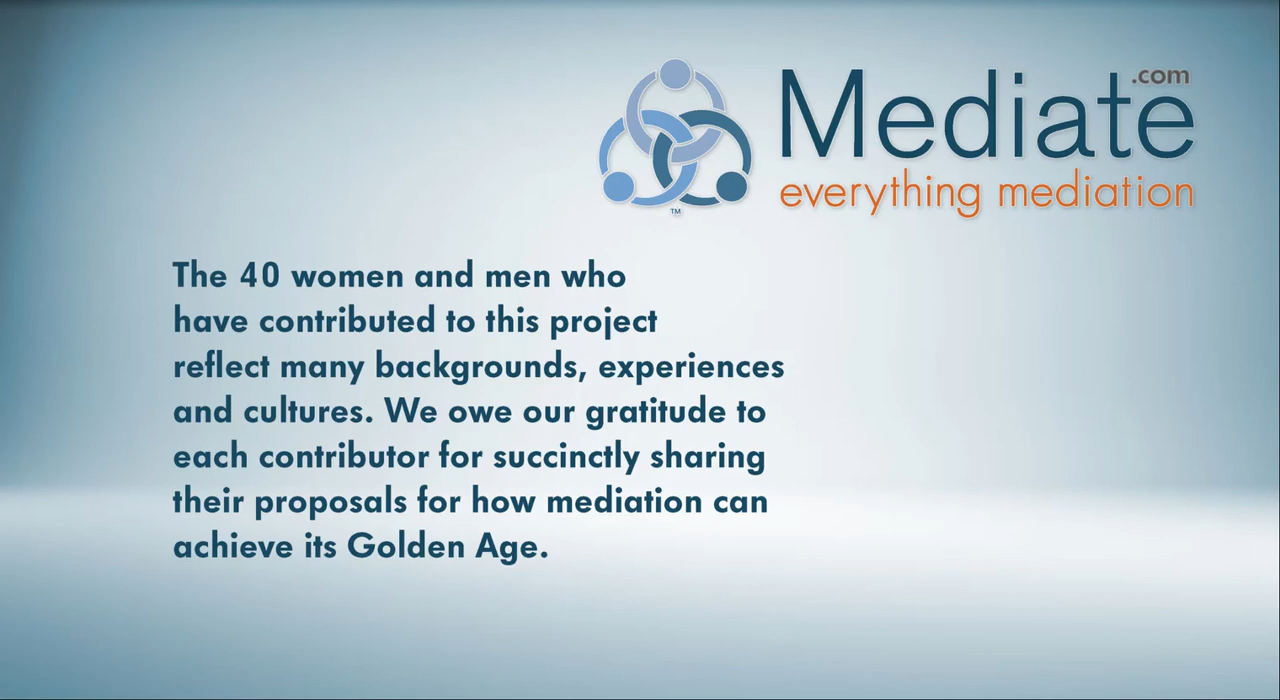 Mediate.com
everything mediation
TM
The 40 women and men who
have contributed to this project
reflect many backgrounds, experiences
and cultures. We owe our gratitude to
each contributor for succinctly sharing
their proposals for how mediation can
achieve its Golden Age.